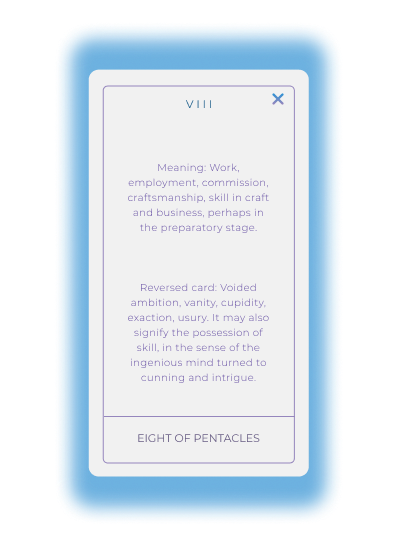 VIII
Meaning: Work,
employment, commission,
craftsmanship, skill in craft
and business, perhaps in
the preparatory stage.
Reversed card: Voided
ambition, vanity, cupidity,
exaction, usury. It may also
signify the possession of
skill, in the sense of the
ingenious mind turned to
cunning and intrigue.
EIGHT OF PENTACLES